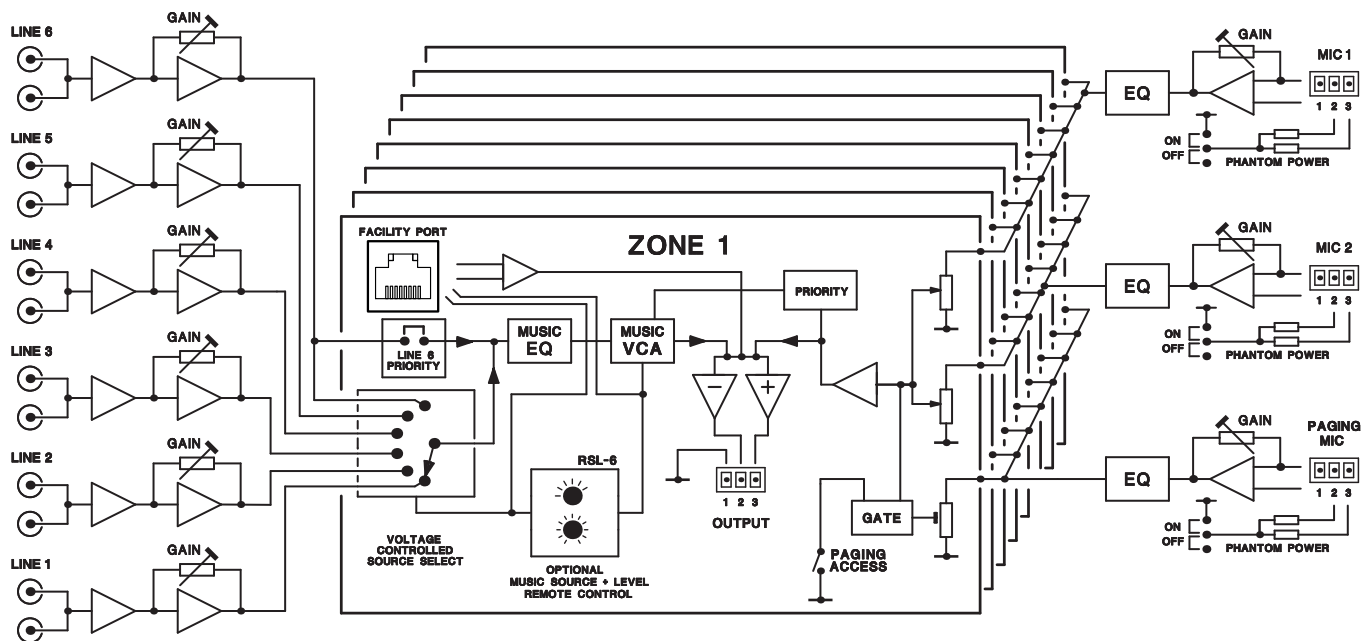 LINE 6
GAIN
LINE 5
GAIN
LINE 4
GAIN
LINE 3
GAIN
LINE 2
GAIN
LINE 1
GAIN
FACILITY PORT
ZONE 1
PRIORITY
LINE 6
PRIORITY
MUSIC
EQ
MUSIC
VCA
−
+
RSL-6
1 2 3
OUTPUT
GATE
PAGING
ACCESS
VOLTAGE
CONTROLLED
SOURCE SELECT
OPTIONAL
MUSIC SOURCE + LEVEL
REMOTE CONTROL
EQ
GAIN
MIC 1
1 2 3
ON
OFF
PHANTOM POWER
EQ
GAIN
MIC 2
1 2 3
ON
OFF
PHANTOM POWER
EQ
GAIN
PAGING
MIC
1 2 3
ON
OFF
PHANTOM POWER